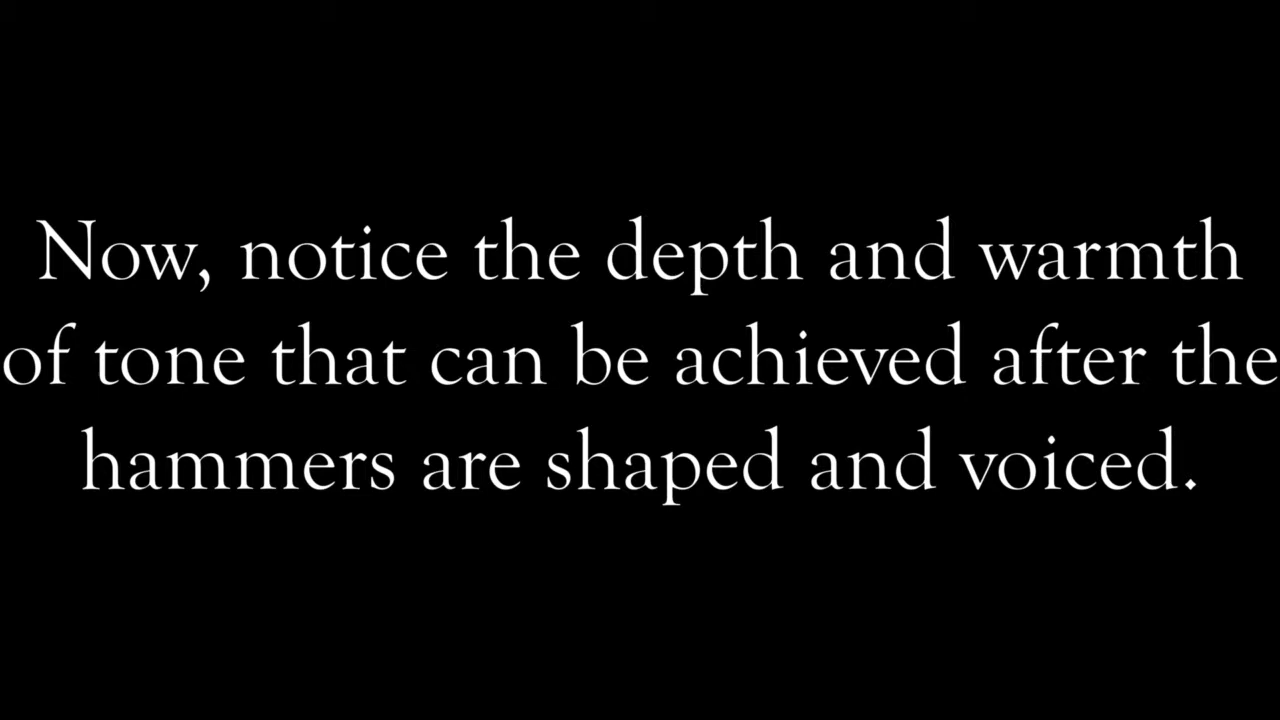 Now, notice the depth and warmth
of tone that can be achieved after the
hammers are shaped and voiced.